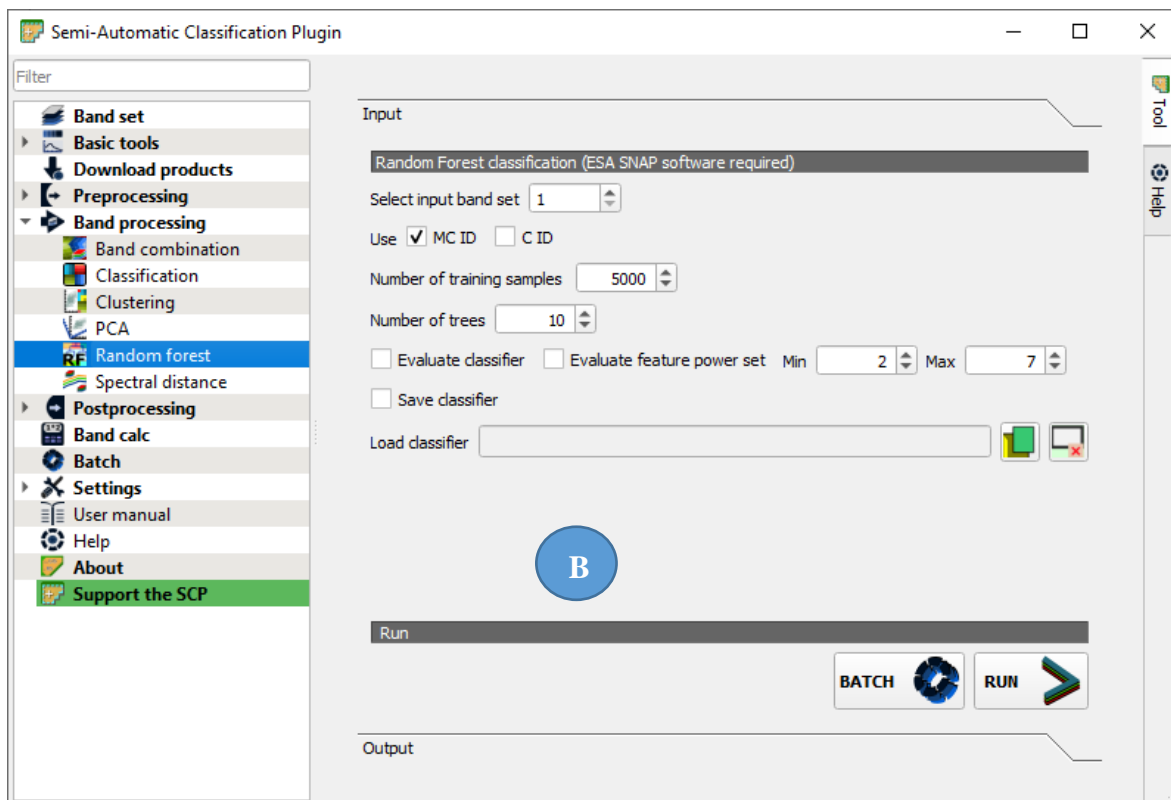 Semi-Automatic Classification Plugin
Filter
Band set
Basic tools
Download products
Preprocessing
Band processing
Band combination
Classification
Clustering
PCA
RF Random forest
Spectral distance
Postprocessing
Band calc
Batch
Settings
User manual
Help
About
Support the SCP
Input
Random Forest classification (ESA SNAP software required)
Select input band set 1
Use MC ID C ID
Number of training samples 5000
Number of trees 10
Evaluate classifier Evaluate feature power set Min 2 Max 7
Save classifier
Load classifier
B
Run
BATCH RUN
Output
Tool
Help